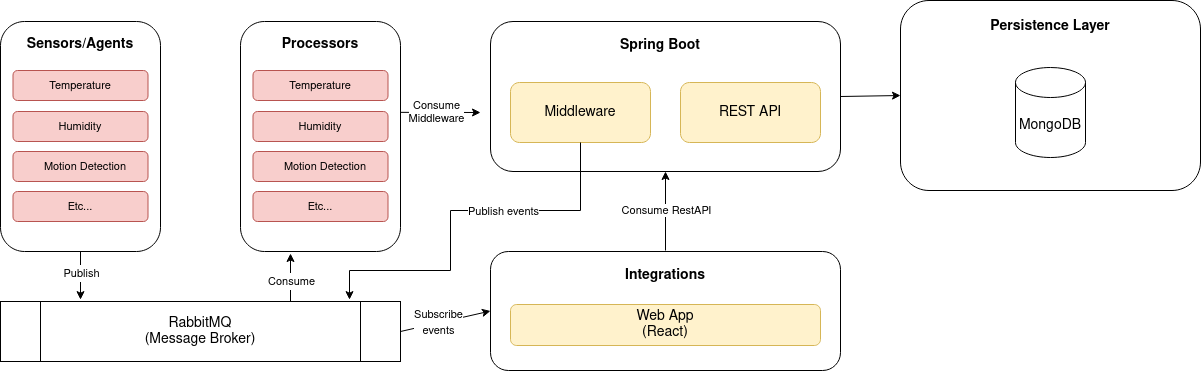 Sensors/Agents
Temperature
Humidity
Motion Detection
Etc...
Publish
Processors
Temperature
Humidity
Motion Detection
Etc...
Consume
Consume
Middleware
Spring Boot
Middleware
REST API
Publish events
Consume RestAPI
Persistence Layer
MongoDB
RabbitMQ
(Message Broker)
Subscribe
events
Integrations
Web App
(React)